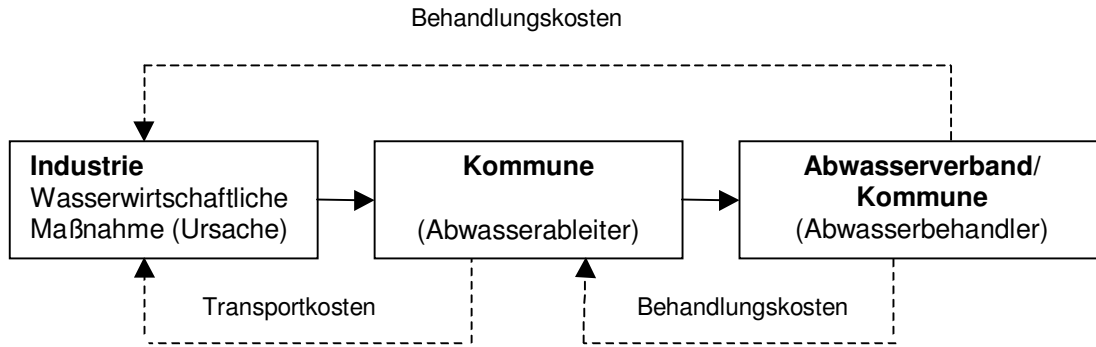 Behandlungskosten
Industrie
Wasserwirtschaftliche
Maßnahme (Ursache)
Kommune
(Abwasserableiter)
Abwasserverband/
Kommune
(Abwasserbehandler)
Transportkosten
Behandlungskosten